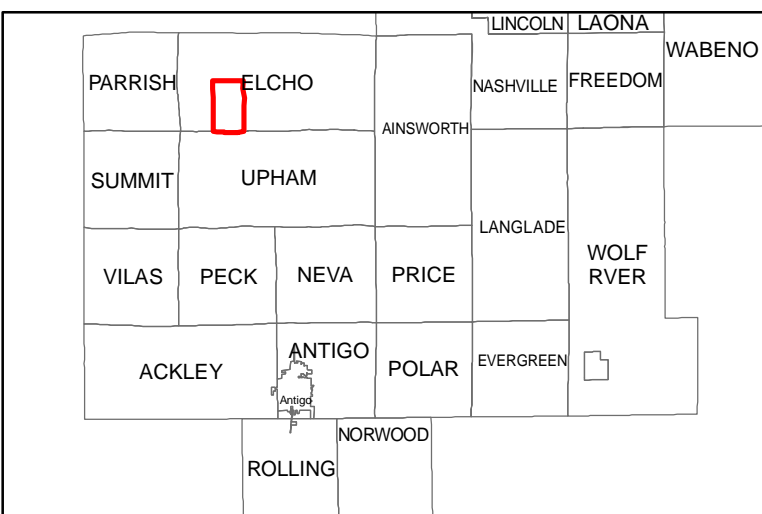 LINCOLN LAONA
WABENO
PARRISH ELCHO NASHVILLE FREEDOM
AINSWORTH
SUMMIT UPHAM
LANGLADE
WOLF
RVER
VILAS PECK NEVA PRICE
ANTIGO
ACKLEY POLAR EVERGREEN
Antigo
NORWOOD
ROLLING